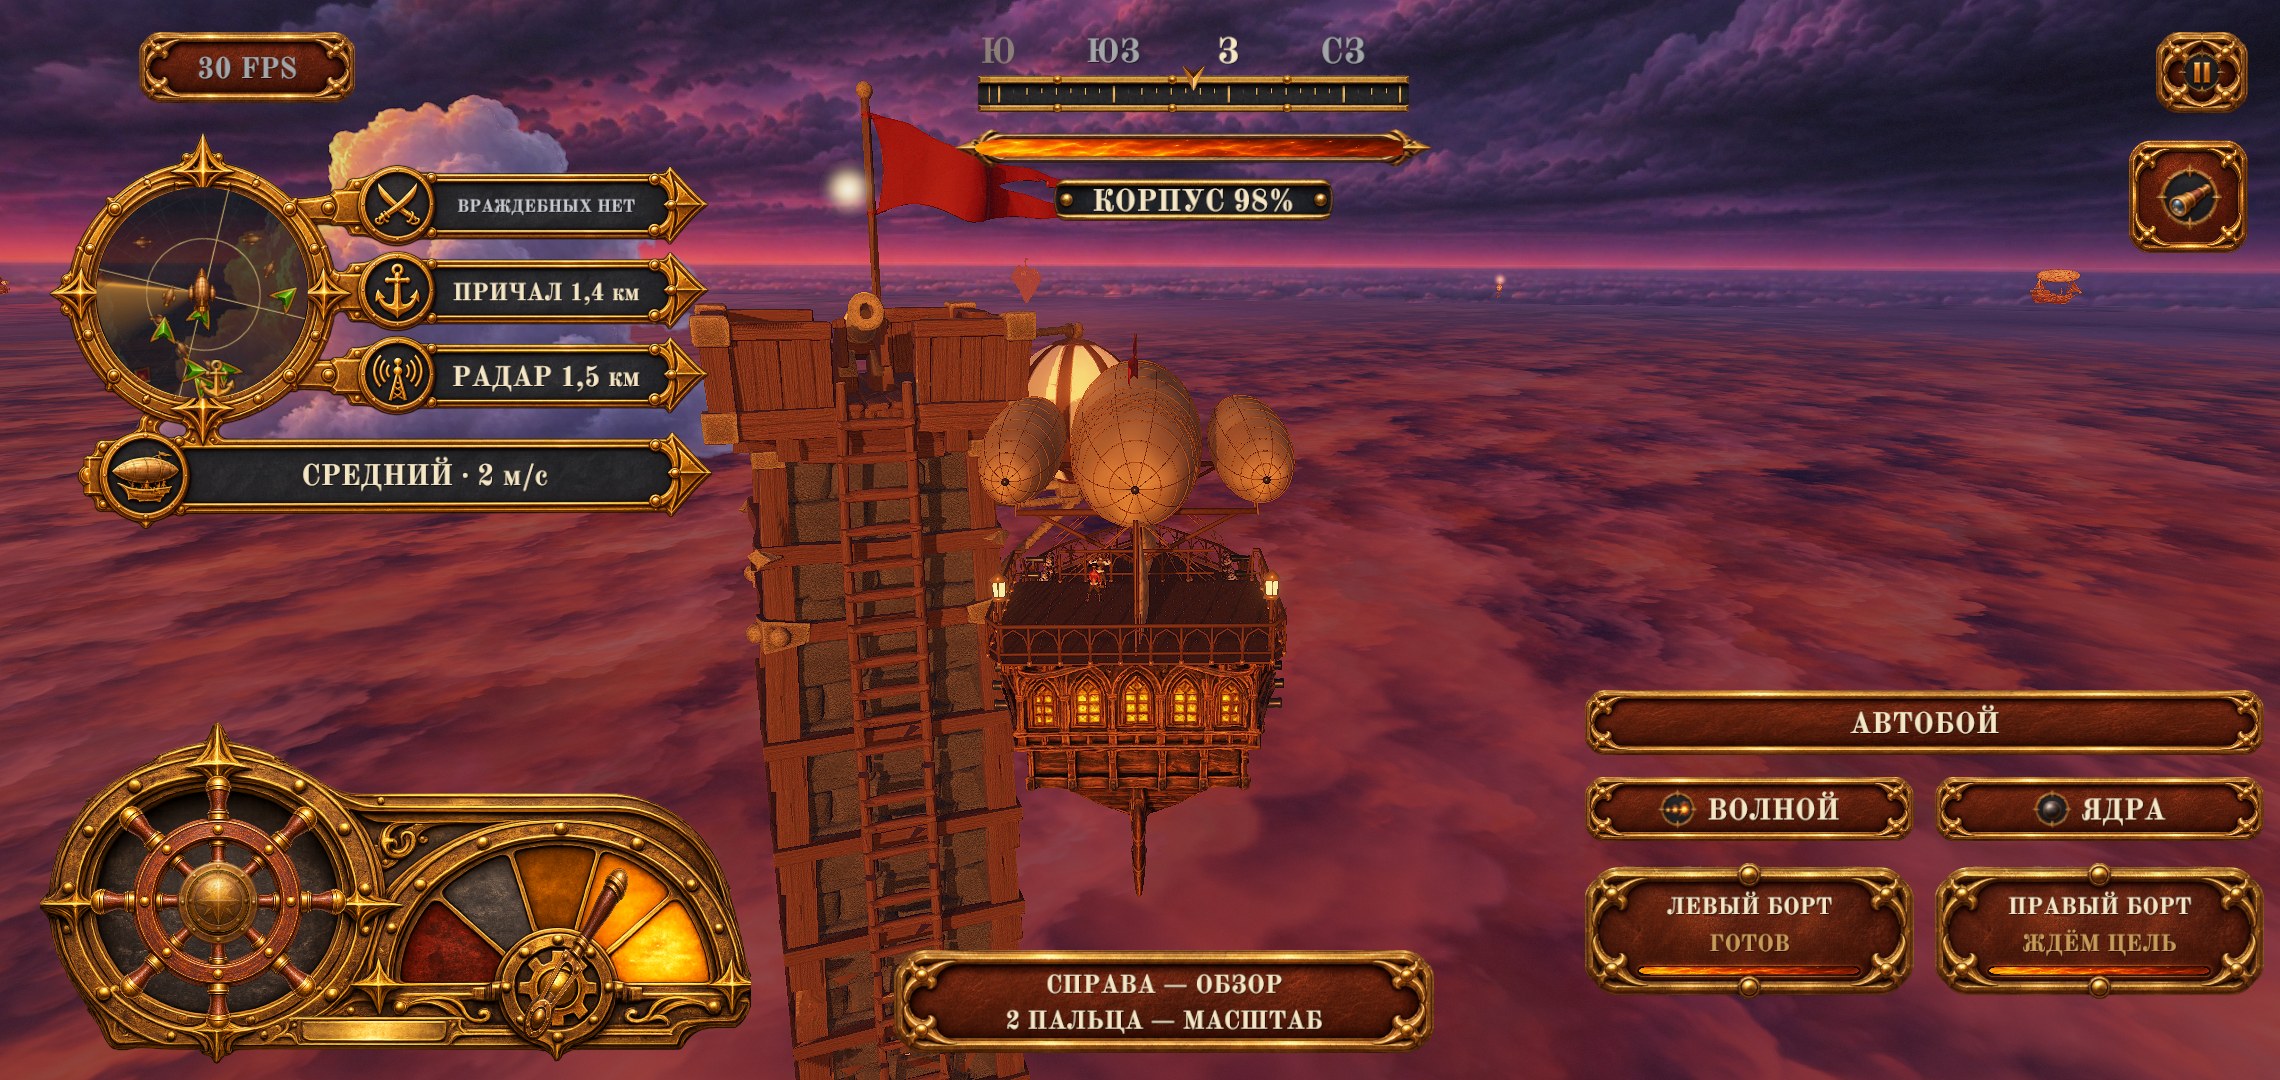 30 FPS
Ю ЮЗ З СЗ
КОРПУС 98%
ВРАЖДЕБНЫХ НЕТ
ПРИЧАЛ 1,4 км
РАДАР 1,5 км
СРЕДНИЙ · 2 м/с
АВТОБОЙ
ВОЛНОЙ
ЯДРА
ЛЕВЫЙ БОРТ
ГОТОВ
ПРАВЫЙ БОРТ
ЖДЁМ ЦЕЛЬ
СПРАВА — ОБЗОР
2 ПАЛЬЦА — МАСШТАБ